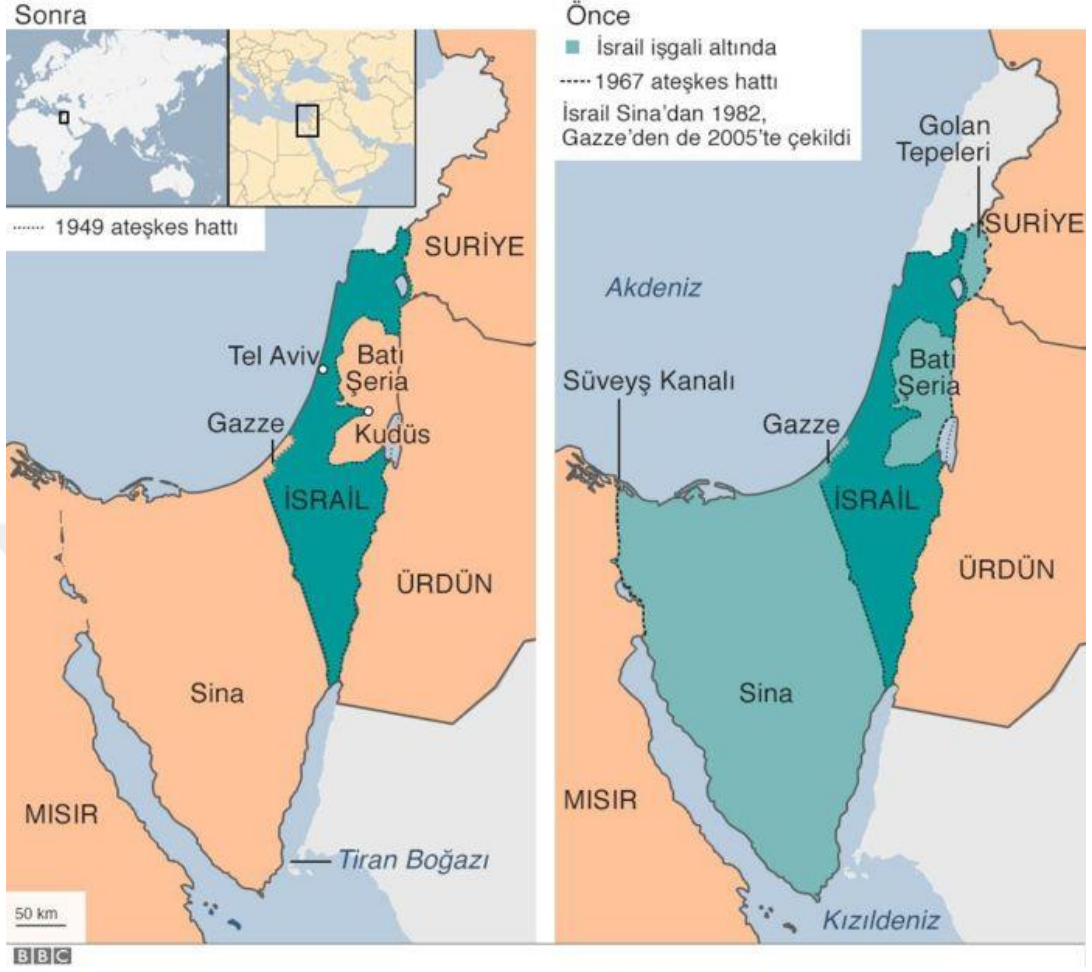 Sonra
1949 ateşkes hattı
SURİYE
Tel Aviv
Batı
Şeria
Gazze
Kudüs
İSRAİL
ÜRDÜN
Sina
MISIR
Tiran Boğazı
50 km
Önce
İsrail işgali altında
1967 ateşkes hattı
İsrail Sina'dan 1982,
Gazze'den de 2005'te çekildi
Golan
Tepeleri
SURİYE
Akdeniz
Süveyş Kanalı
Batı
Şeria
Gazze
İSRAİL
ÜRDÜN
Sina
MISIR
Kızıldeniz
BBC